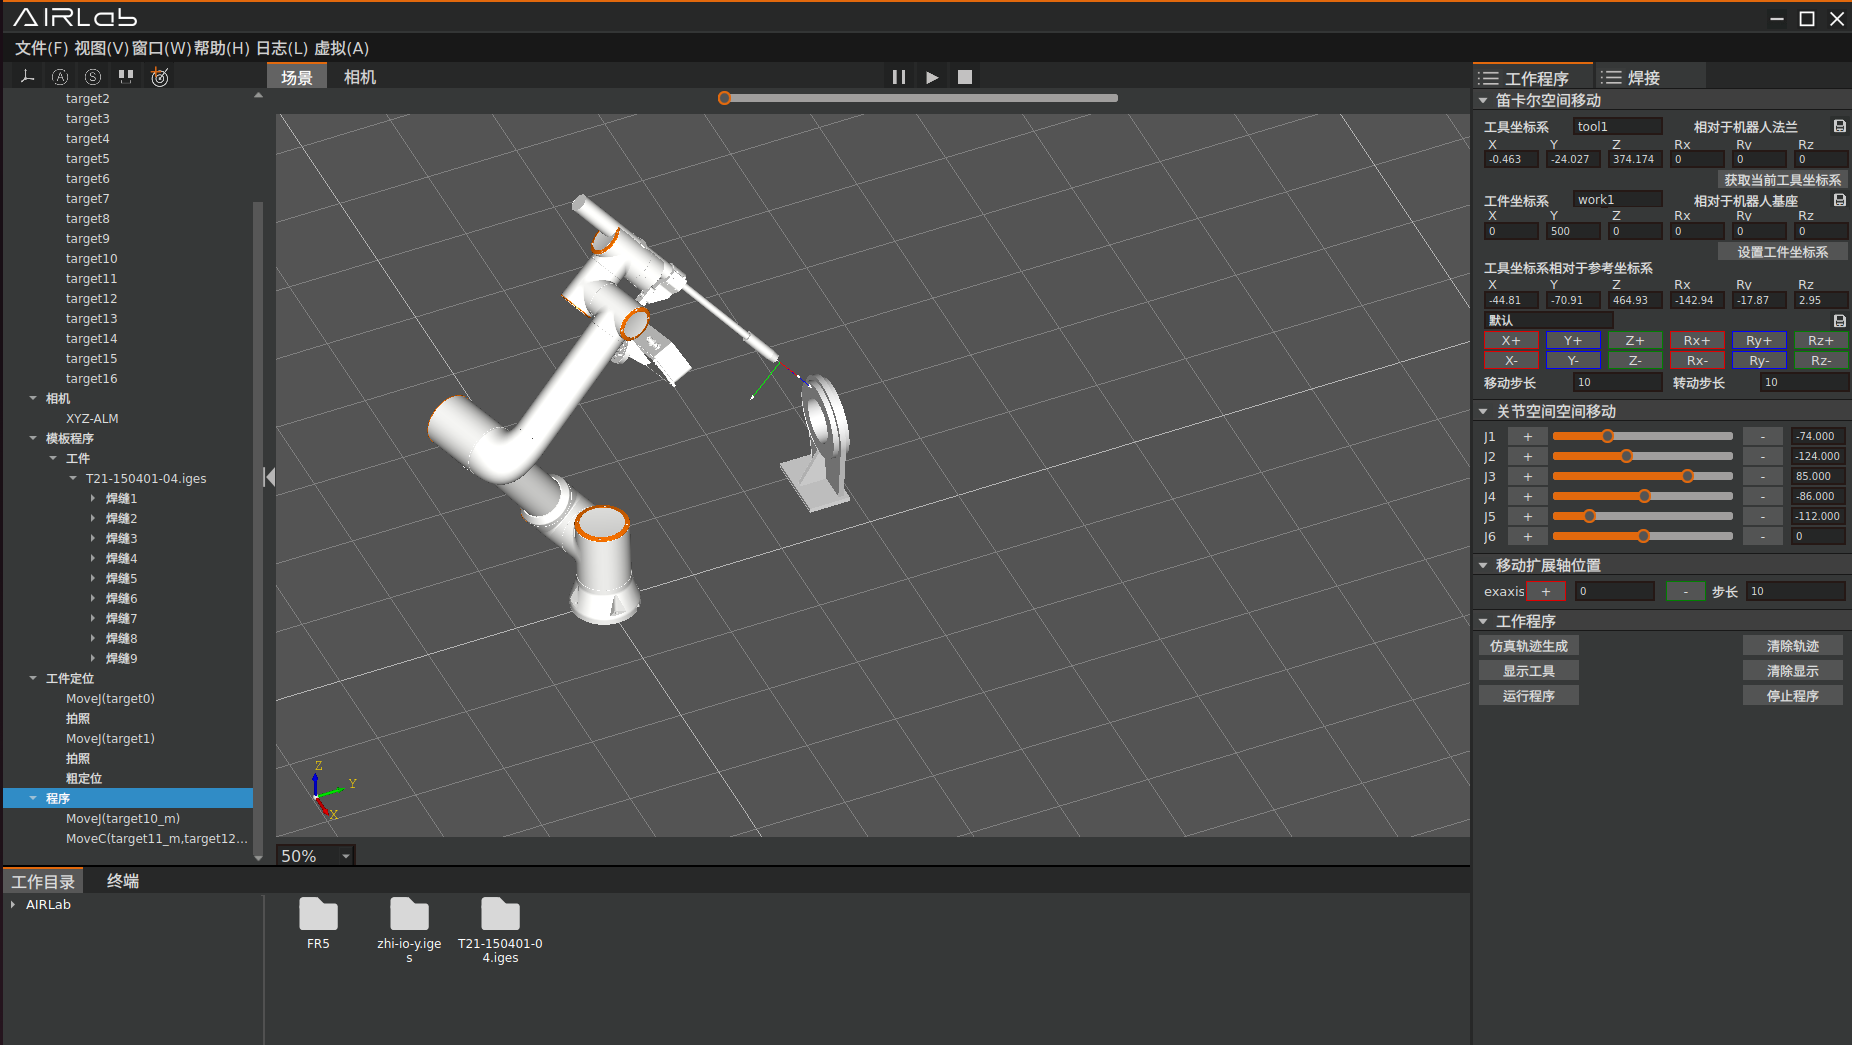 AIRLab
文件(F) 视图(V) 窗口(W) 帮助(H) 日志(L) 虚拟(A)
A S
场景 相机
target2
target3
target4
target5
target6
target7
target8
target9
target10
target11
target12
target13
target14
target15
target16
相机
XYZ-ALM
模板程序
工件
T21-150401-04.iges
焊缝1
焊缝2
焊缝3
焊缝4
焊缝5
焊缝6
焊缝7
焊缝8
焊缝9
工件定位
MoveJ(target0)
拍照
MoveJ(target1)
拍照
粗定位
程序
MoveJ(target10_m)
MoveC(target11_m,target12...
Z
Y
X
50%
工作目录 终端
AIRLab
FR5
zhi-io-y.ige
s
T21-150401-0
4.iges
工作程序 焊接
笛卡尔空间移动
工具坐标系 tool1 相对于机器人法兰
X Y Z Rx Ry Rz
-0.463 -24.027 374.174 0 0 0
获取当前工具坐标系
工件坐标系 work1 相对于机器人基座
X Y Z Rx Ry Rz
0 500 0 0 0 0
设置工件坐标系
工具坐标系相对于参考坐标系
X Y Z Rx Ry Rz
-44.81 -70.91 464.93 -142.94 -17.87 2.95
默认
X+ Y+ Z+ Rx+ Ry+ Rz+
X- Y- Z- Rx- Ry- Rz-
移动步长 10 转动步长 10
关节空间空间移动
J1 + - -74.000
J2 + - -124.000
J3 + - 85.000
J4 + - -86.000
J5 + - -112.000
J6 + - 0
移动扩展轴位置
exaxis + 0 - 步长 10
工作程序
仿真轨迹生成 清除轨迹
显示工具 清除显示
运行程序 停止程序